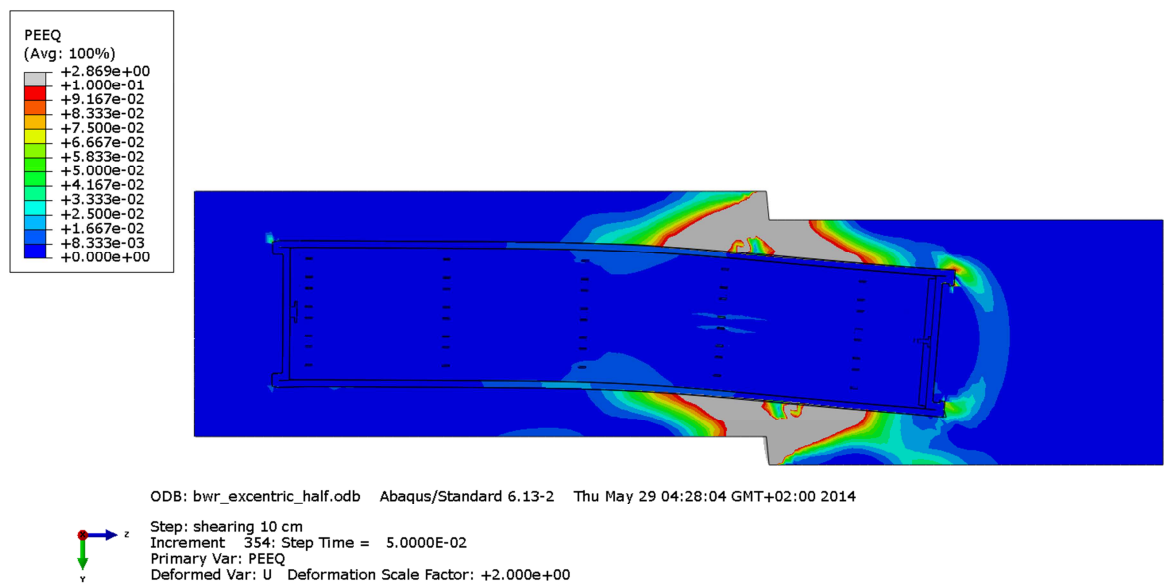 PEEQ
(Avg: 100%)
+2.869e+00
+1.000e-01
+9.167e-02
+8.333e-02
+7.500e-02
+6.667e-02
+5.833e-02
+5.000e-02
+4.167e-02
+3.333e-02
+2.500e-02
+1.667e-02
+8.333e-03
+0.000e+00
ODB: bwr_excentric_half.odb Abaqus/Standard 6.13-2 Thu May 29 04:28:04 GMT+02:00 2014
Step: shearing 10 cm
Increment 354: Step Time = 5.0000E-02
Primary Var: PEEQ
Deformed Var: U Deformation Scale Factor: +2.000e+00
Z
Y